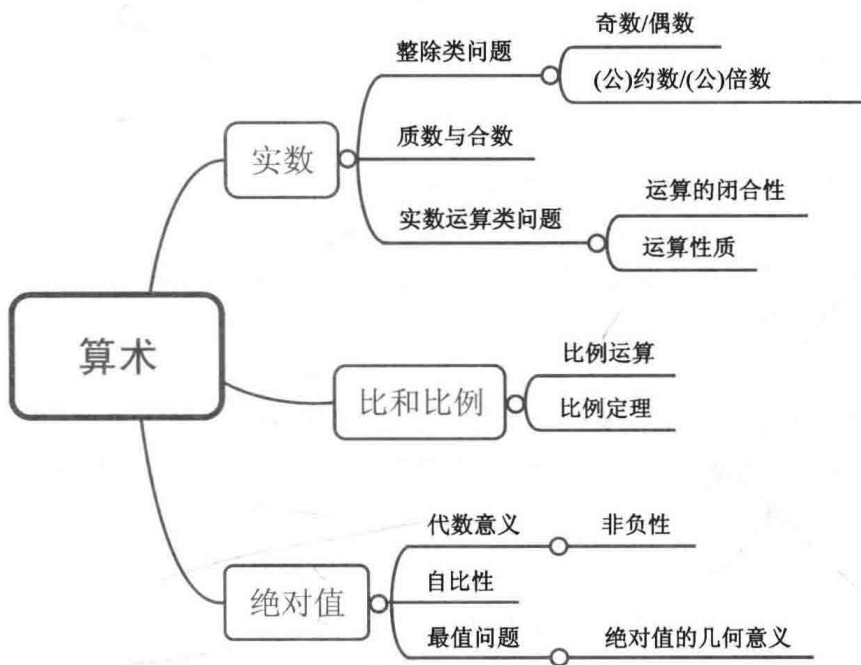 算术
实数
整除类问题
奇数/偶数
(公)约数/(公)倍数
质数与合数
实数运算类问题
运算的闭合性
运算性质
比和比例
比例运算
比例定理
绝对值
代数意义
非负性
自比性
最值问题
绝对值的几何意义